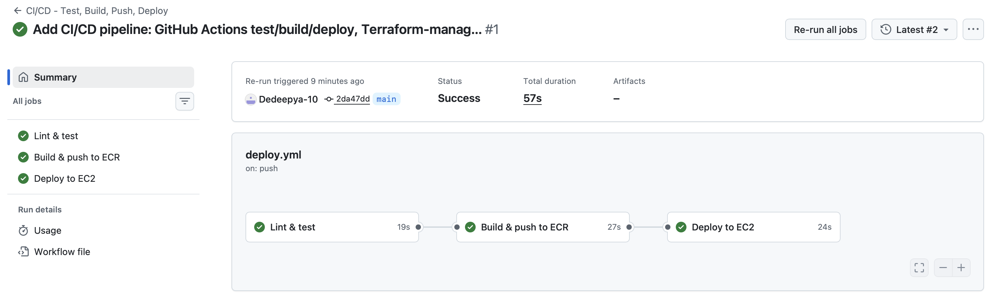 CI/CD - Test, Build, Push, Deploy
Add CI/CD pipeline: GitHub Actions test/build/deploy, Terraform-manag... #1
Re-run all jobs
Latest #2
Summary
All jobs
Lint & test
Build & push to ECR
Deploy to EC2
Run details
Usage
Workflow file
Re-run triggered 9 minutes ago
Dedeepya-10 2da47dd main
Status
Success
Total duration
57s
Artifacts
–
deploy.yml
on: push
Lint & test 19s
Build & push to ECR 27s
Deploy to EC2 24s